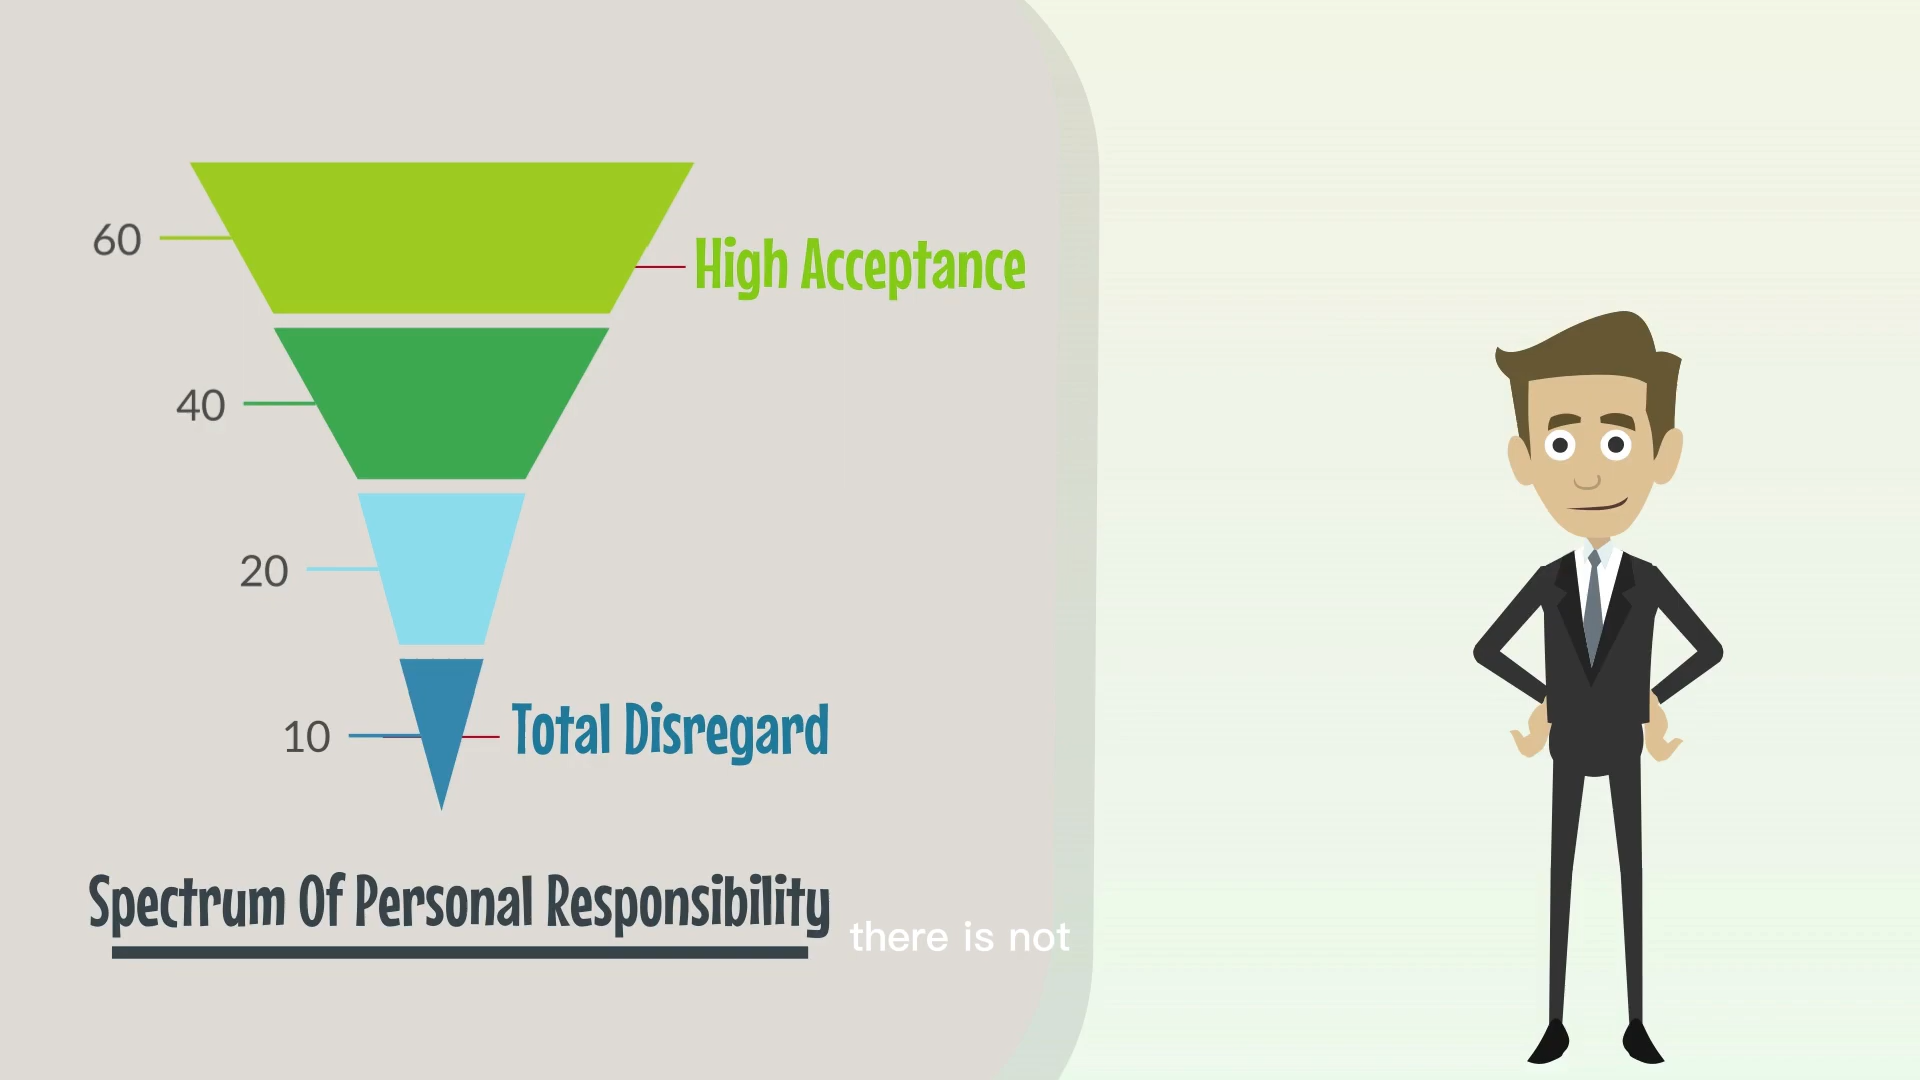 60
High Acceptance
40
20
10
Total Disregard
Spectrum Of Personal Responsibility
there is not